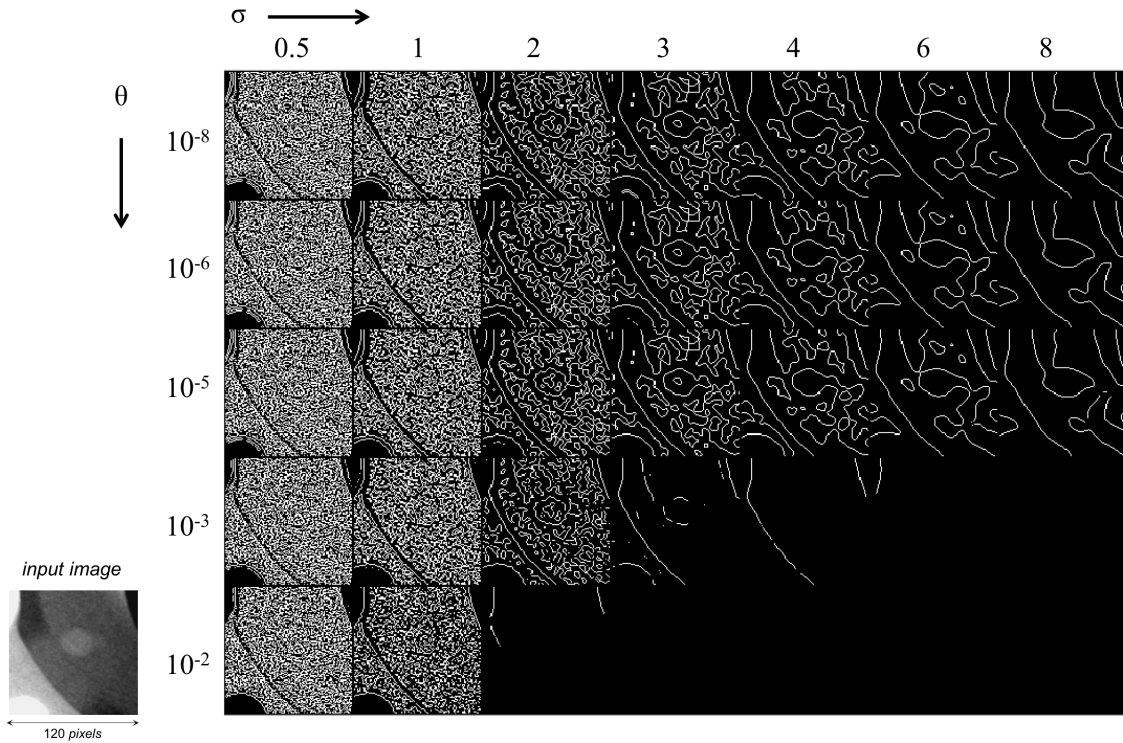 σ
0.5 1 2 3 4 6 8
θ
10⁻⁸
10⁻⁶
10⁻⁵
10⁻³
10⁻²
input image
120 pixels